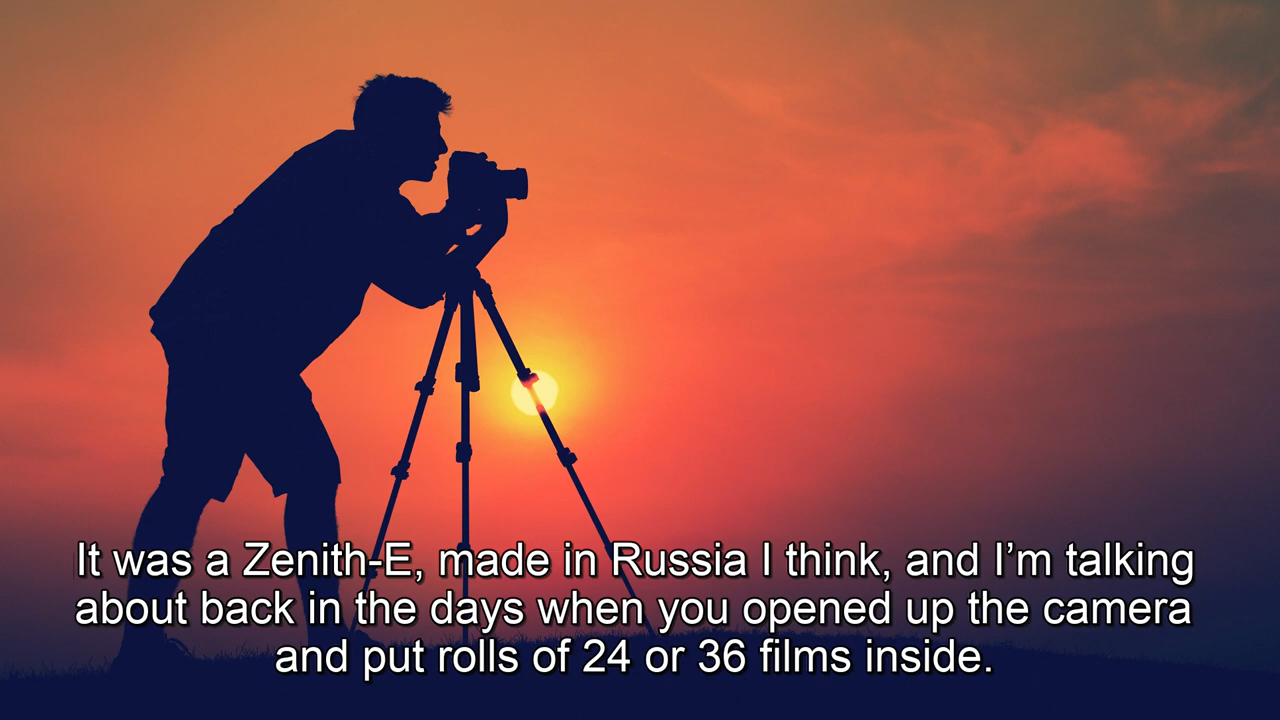 It was a Zenith-E, made in Russia I think, and I’m talking
about back in the days when you opened up the camera
and put rolls of 24 or 36 films inside.